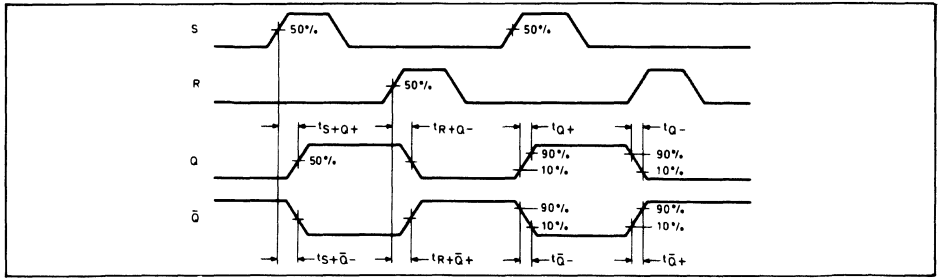 S 50% 50%
R 50%
tS+Q+ tR+Q- tQ+ tQ-
Q 50% 90% 90%
10% 10%
Q̄ 90% 90%
10% 10%
tS+Q̄- tR+Q̄+ tQ̄- tQ̄+